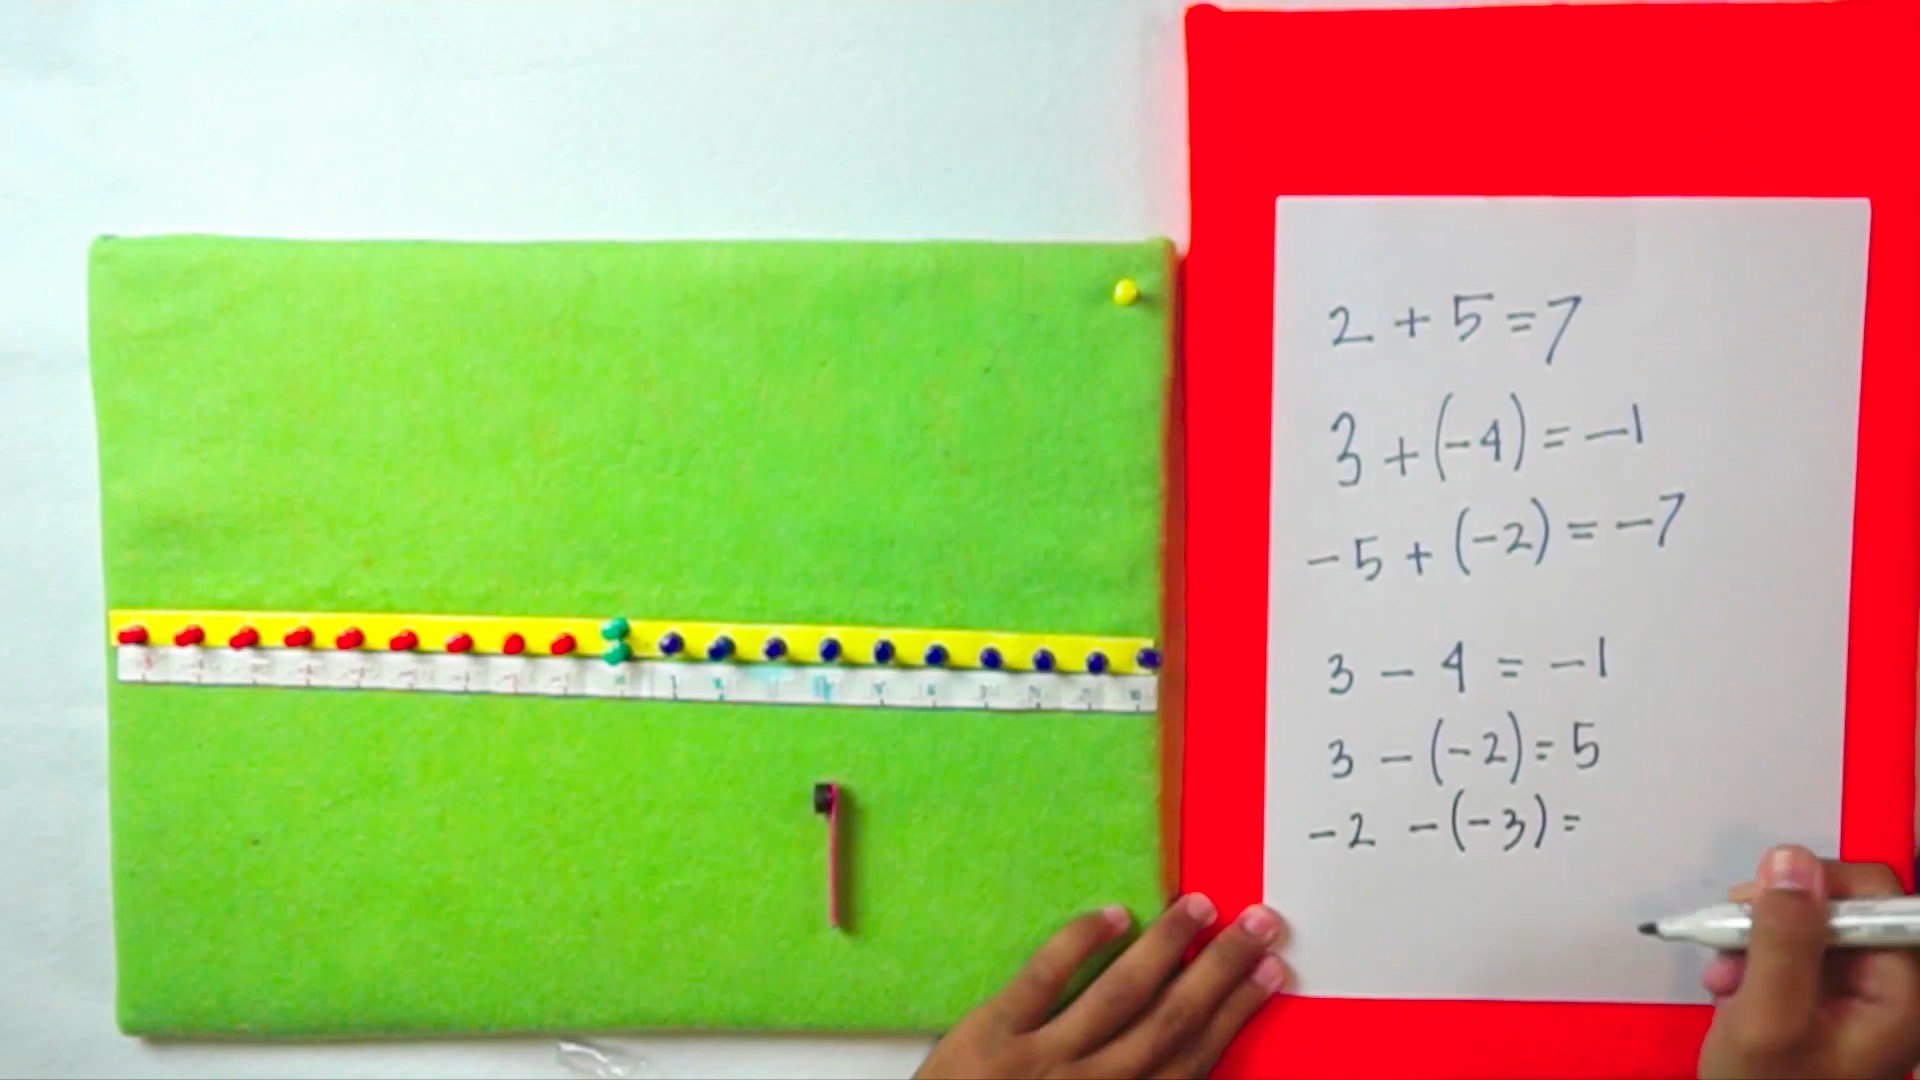 2 + 5 = 7
3 + (-4) = -1
-5 + (-2) = -7
3 - 4 = -1
3 - (-2) = 5
-2 - (-3) =